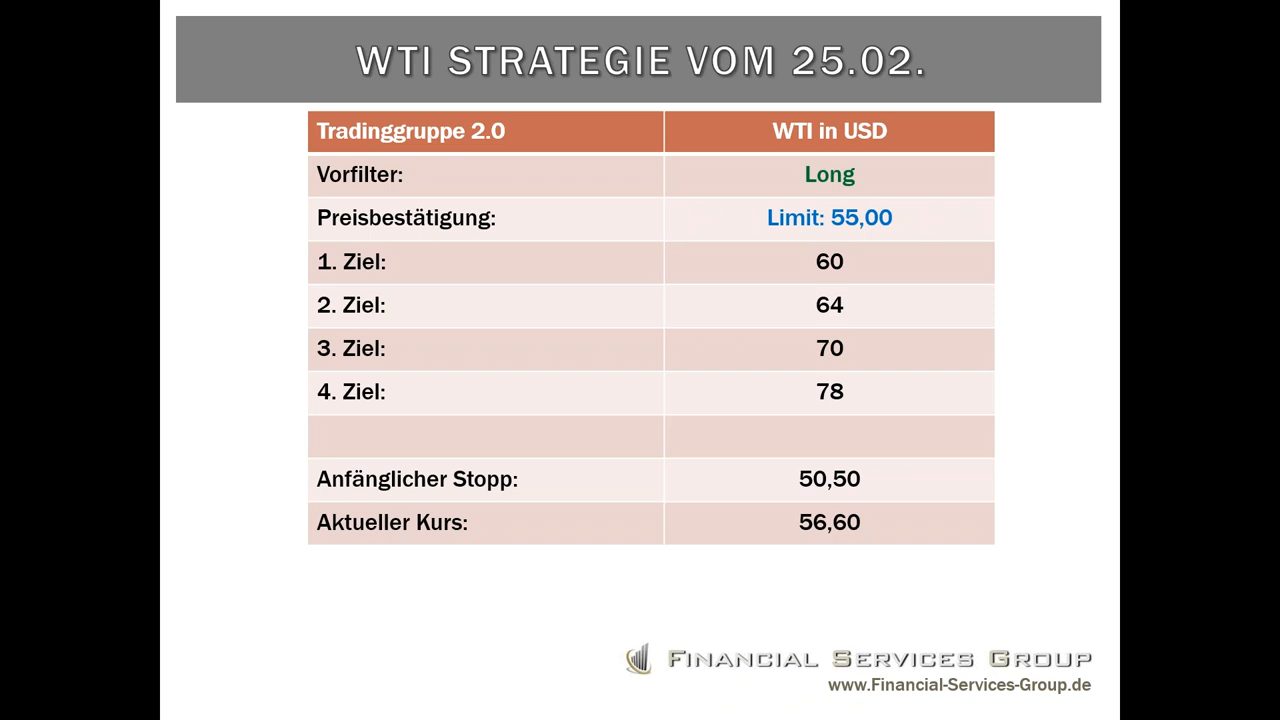 WTI STRATEGIE VOM 25.02.
Tradinggruppe 2.0 WTI in USD
Vorfilter: Long
Preisbestätigung: Limit: 55,00
1. Ziel: 60
2. Ziel: 64
3. Ziel: 70
4. Ziel: 78
Anfänglicher Stopp: 50,50
Aktueller Kurs: 56,60
FINANCIAL SERVICES GROUP
www.Financial-Services-Group.de